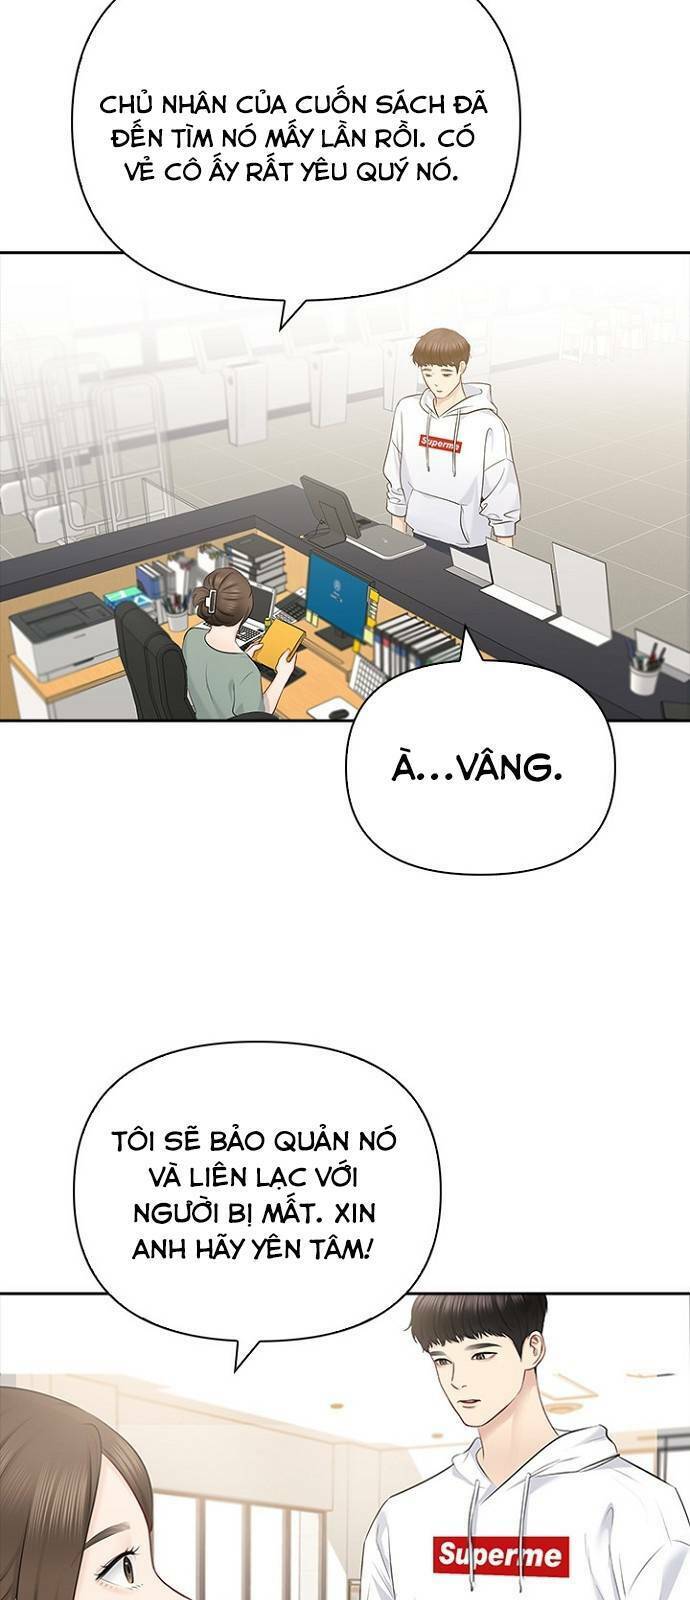 CHỦ NHÂN CỦA CUỐN SÁCH ĐÃ
ĐẾN TÌM NÓ MẤY LẦN RỒI. CÓ
VẺ CÔ ẤY RẤT YÊU QUÝ NÓ.
Superme
À...VÂNG.
TÔI SẼ BẢO QUẢN NÓ
VÀ LIÊN LẠC VỚI
NGƯỜI BỊ MẤT. XIN
ANH HÃY YÊN TÂM!
Superme